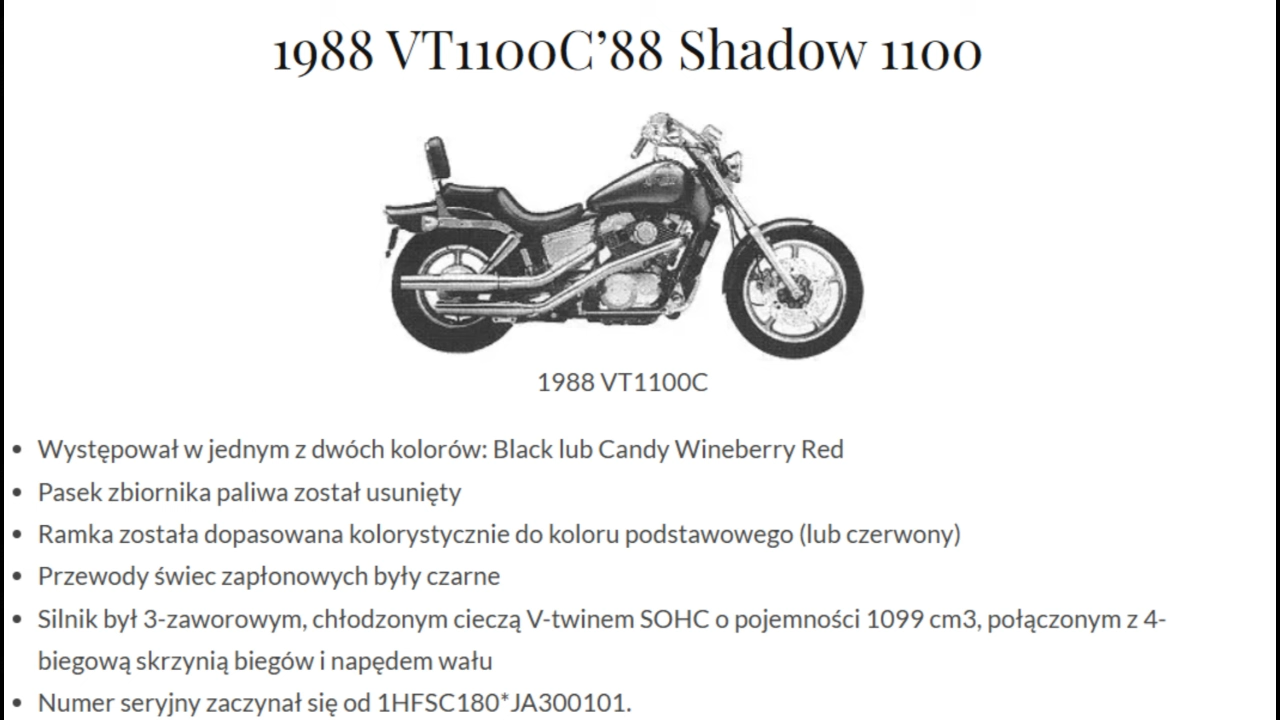 1988 VT1100C’88 Shadow 1100
1988 VT1100C
Występował w jednym z dwóch kolorów: Black lub Candy Wineberry Red
Pasek zbiornika paliwa został usunięty
Ramka została dopasowana kolorystycznie do koloru podstawowego (lub czerwony)
Przewody świec zapłonowych były czarne
Silnik był 3-zaworowym, chłodzonym cieczą V-twinem SOHC o pojemności 1099 cm3, połączonym z 4-
biegową skrzynią biegów i napędem wału
Numer seryjny zaczynał się od 1HFSC180*JA300101.